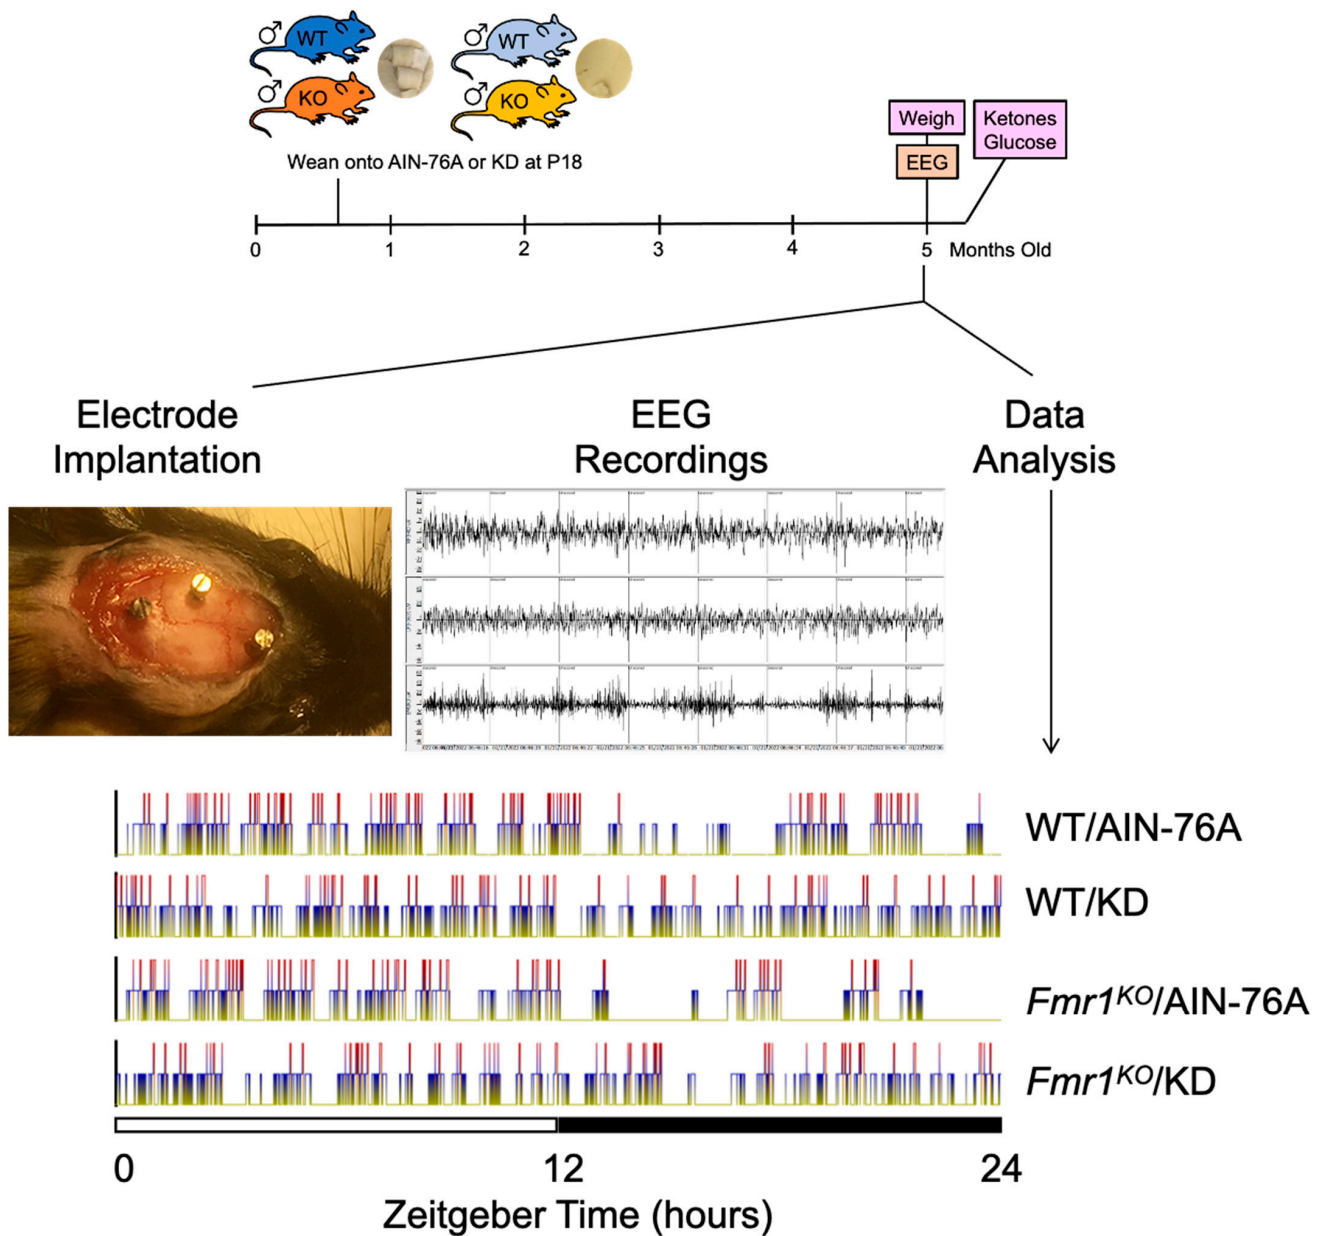 ♂ WT ♂ WT
♂ KO ♂ KO
Wean onto AIN-76A or KD at P18
Weigh
EEG
Ketones
Glucose
0 1 2 3 4 5 Months Old
Electrode
Implantation
EEG
Recordings
Data
Analysis
WT/AIN-76A
WT/KD
Fmr1KO/AIN-76A
Fmr1KO/KD
0 12 24
Zeitgeber Time (hours)